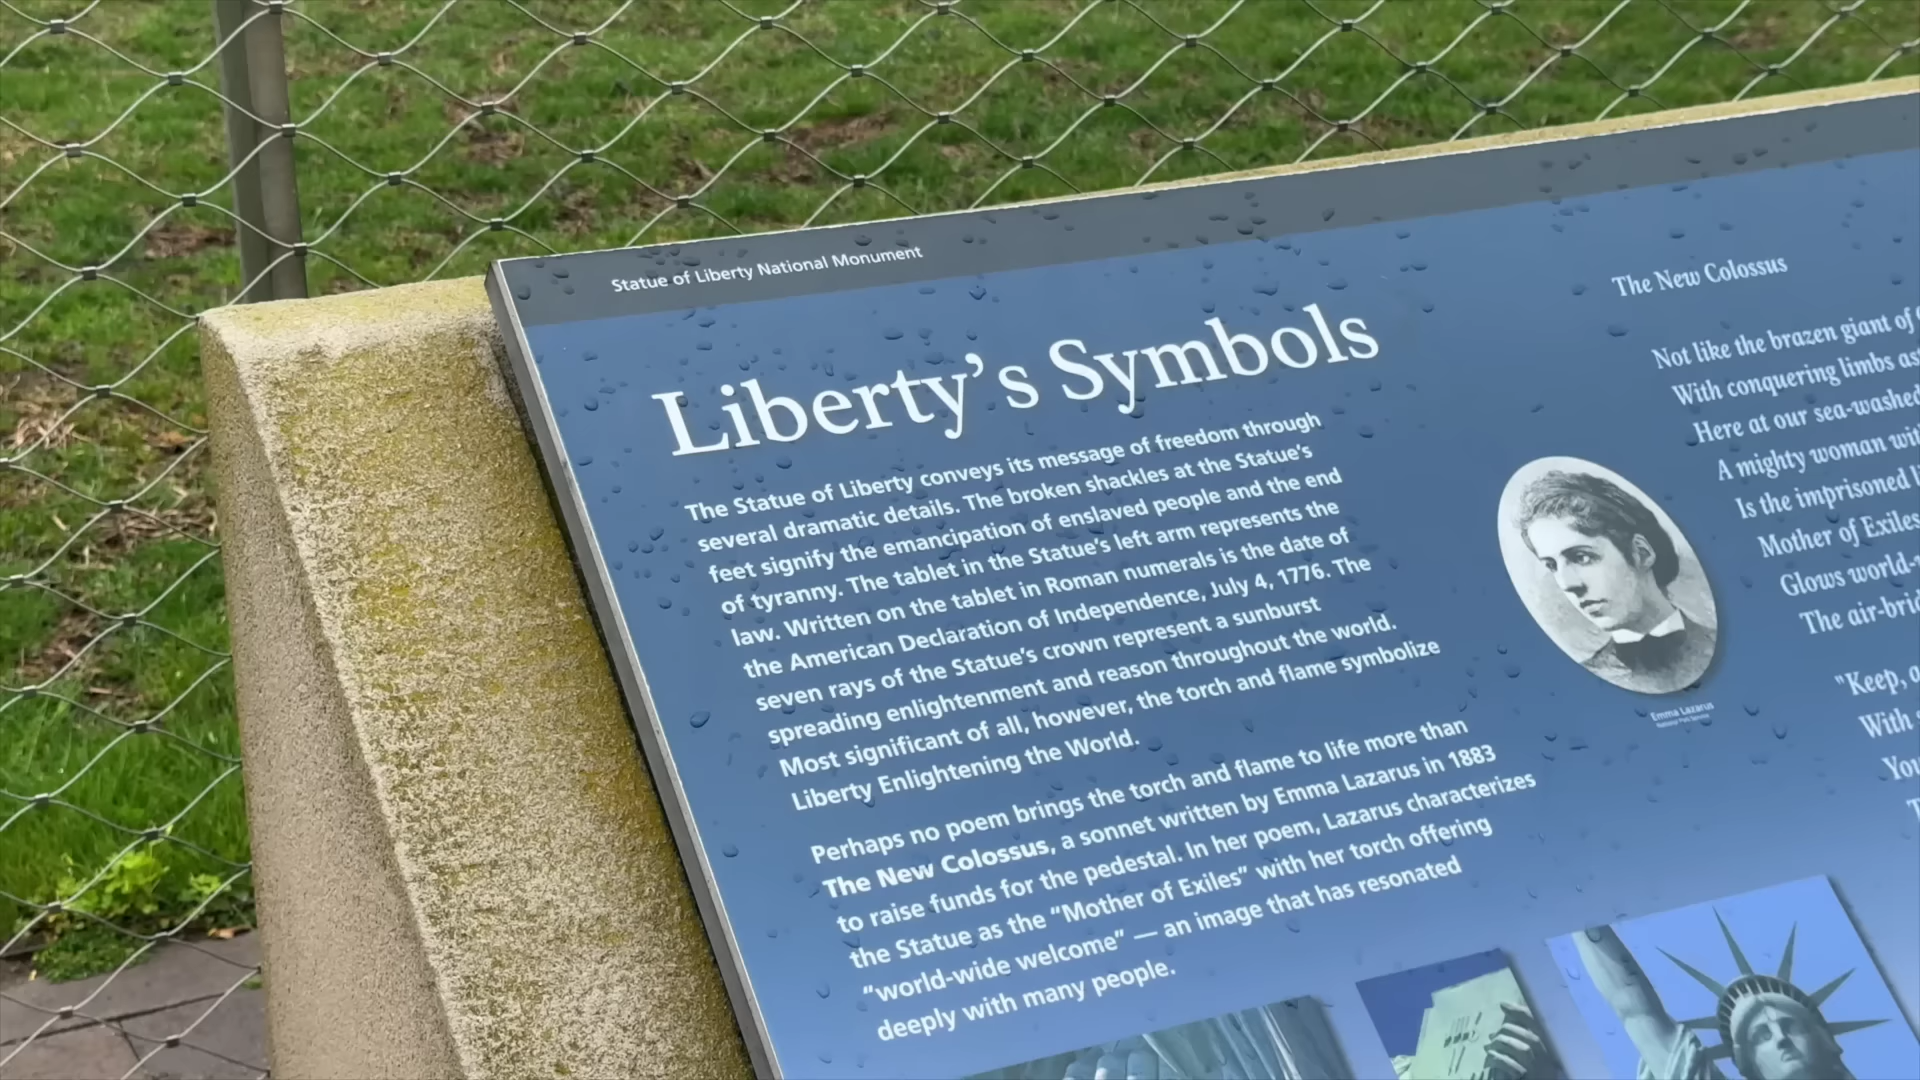 Statue of Liberty National Monument
Liberty's Symbols
The Statue of Liberty conveys its message of freedom through
several dramatic details. The broken shackles at the Statue's
feet signify the emancipation of enslaved people and the end
of tyranny. The tablet in the Statue's left arm represents the
law. Written on the tablet in Roman numerals is the date of
the American Declaration of Independence, July 4, 1776. The
seven rays of the Statue's crown represent a sunburst
spreading enlightenment and reason throughout the world.
Most significant of all, however, the torch and flame symbolize
Liberty Enlightening the World.
Perhaps no poem brings the torch and flame to life more than
The New Colossus, a sonnet written by Emma Lazarus in 1883
to raise funds for the pedestal. In her poem, Lazarus characterizes
the Statue as the “Mother of Exiles” with her torch offering
“world-wide welcome” — an image that has resonated
deeply with many people.
The New Colossus
Not like the brazen giant of
With conquering limbs
Here at our sea-washed
A mighty woman
Is the imprisoned
Mother of Exiles
Glows world-
The
"Keep,
With
Emma Lazarus
National Park Service